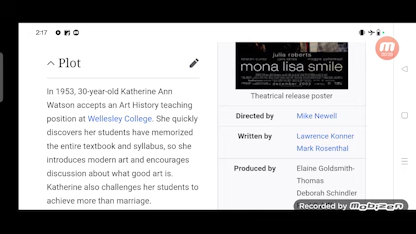 2:17
Plot
In 1953, 30-year-old Katherine Ann
Watson accepts an Art History teaching
position at Wellesley College. She quickly
discovers her students have memorized
the entire textbook and syllabus, so she
introduces modern art and encourages
discussion about what good art is.
Katherine also challenges her students to
achieve more than marriage.
julia roberts
mona lisa smile
Theatrical release poster
Directed by Mike Newell
Written by Lawrence Konner
Mark Rosenthal
Produced by Elaine Goldsmith-
Thomas
Deborah Schindler
Recorded by Mobizen